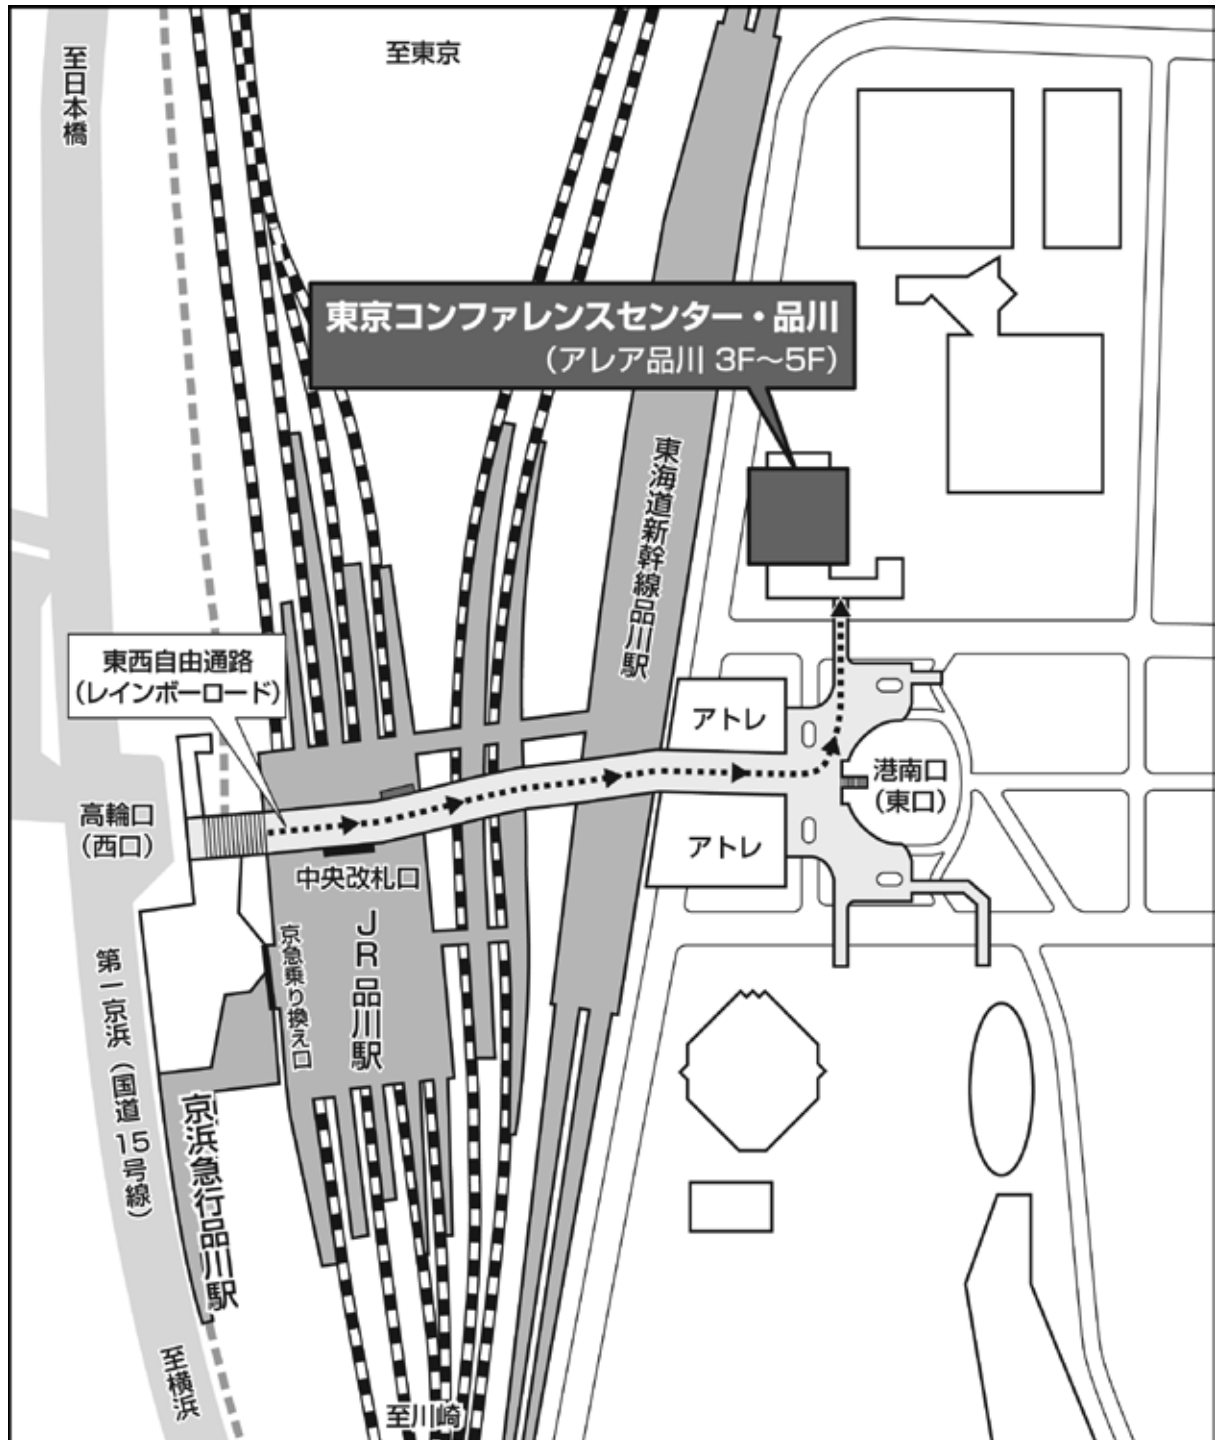 至日本橋
至東京
東京コンファレンスセンター・品川
（アレア品川 3F～5F）
東海道新幹線品川駅
東西自由通路
（レインボーロード）
アトレ
港南口
（東口）
高輪口
（西口）
アトレ
中央改札口
京急乗り換え口
JR品川駅
第一京浜（国道15号線）
京浜急行品川駅
至横浜
至川崎